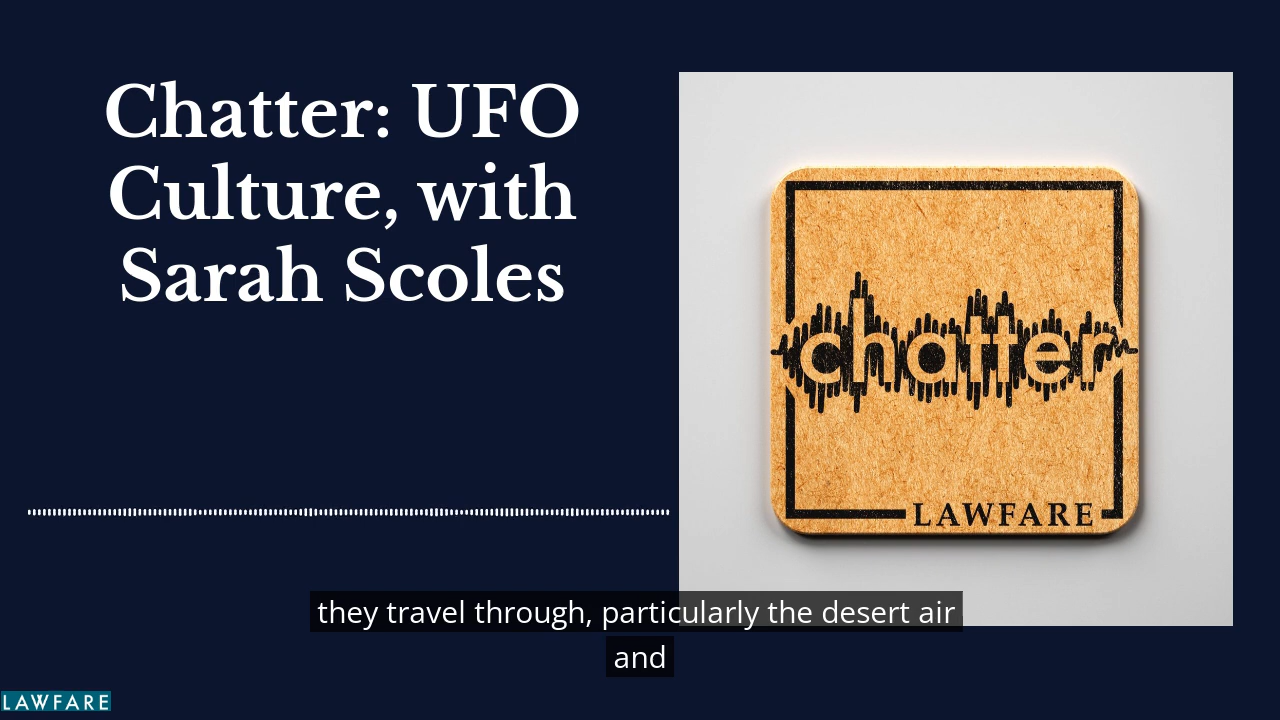 Chatter: UFO
Culture, with
Sarah Scoles
chatter
LAWFARE
they travel through, particularly the desert air
and
LAWFARE